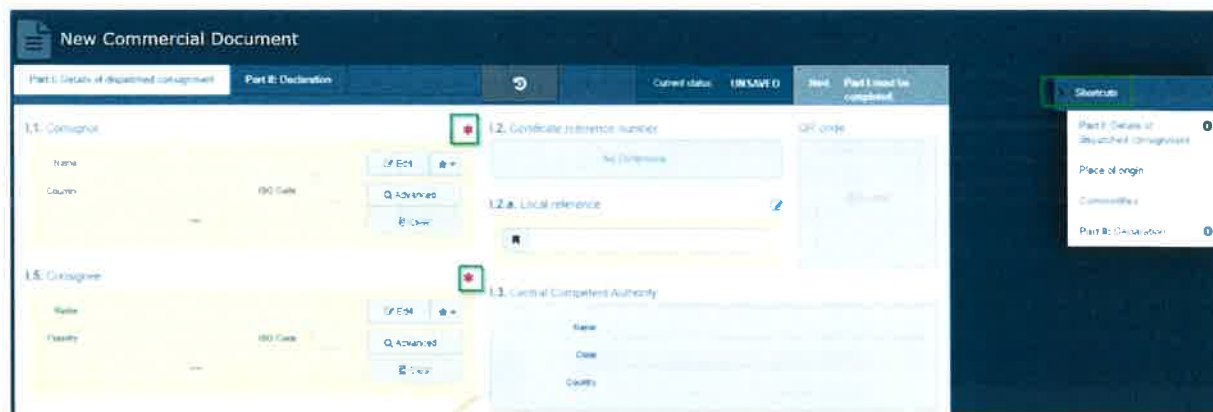 New Commercial Document
Part I: Details of dispatched consignment
Part II: Declaration
Current status: UNSAVED
Next Part I must be completed
Shortcuts
Part I: Details of dispatched consignment 0
Place of origin
Commodities
Part II: Declaration 0
I.1. Consignor *
Name
Edit
Country ISO Code
Advanced
Clear
I.2. Certificate reference number
No Reference
QR code
I.2.a. Local reference
I.5. Consignee *
Name
Edit
Country ISO Code
Advanced
Clear
I.3. Central Competent Authority
Name
Code
Country